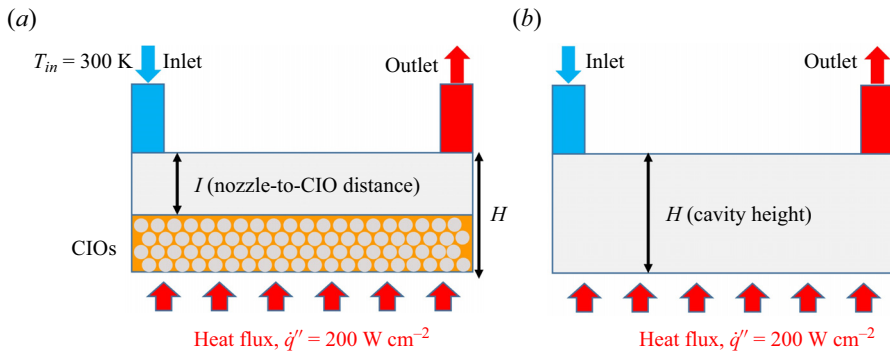 (a)
T_in = 300 K
Inlet
Outlet
I (nozzle-to-CIO distance)
H
CIOs
Heat flux, q̇″ = 200 W cm⁻²
(b)
Inlet
Outlet
H (cavity height)
Heat flux, q̇″ = 200 W cm⁻²